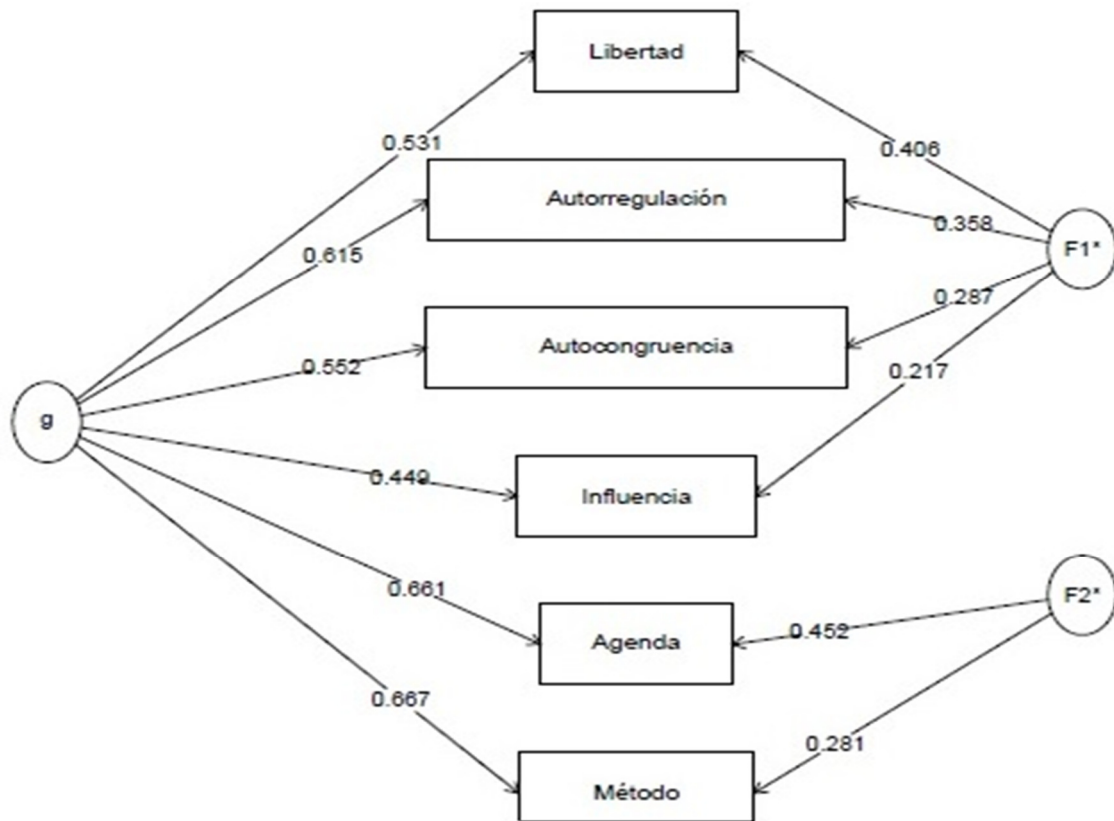 Libertad
0.531
0.406
Autorregulación
0.615
0.358
F1*
0.287
Autocongruencia
0.552
0.217
g
0.449
Influencia
0.661
0.452
F2*
Agenda
0.667
0.281
Método